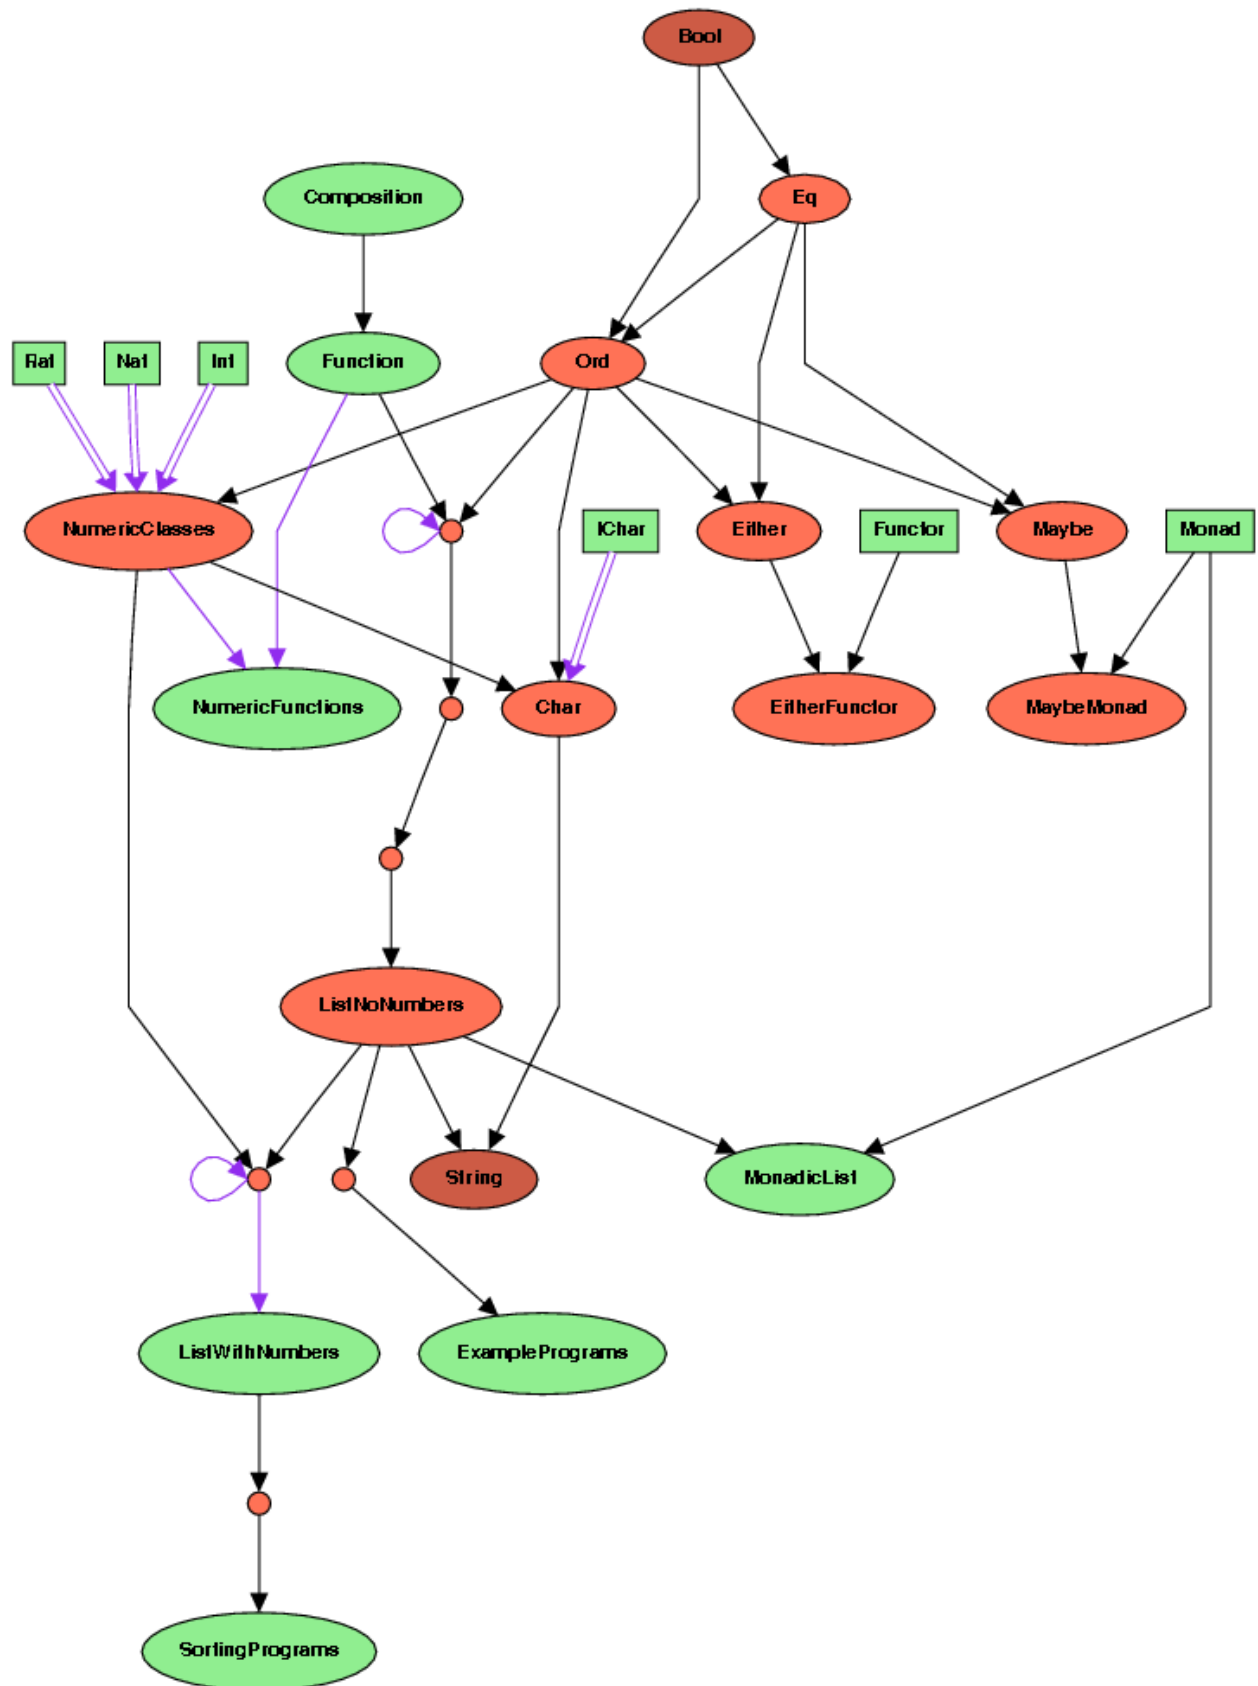 Bool
Composition
Eq
Rat
Nat
Int
Function
Ord
NumericClasses
IChar
Either
Functor
Maybe
Monad
NumericFunctions
Char
EitherFunctor
MaybeMonad
ListNoNumbers
String
MonadicList
ListWithNumbers
ExamplePrograms
SortingPrograms